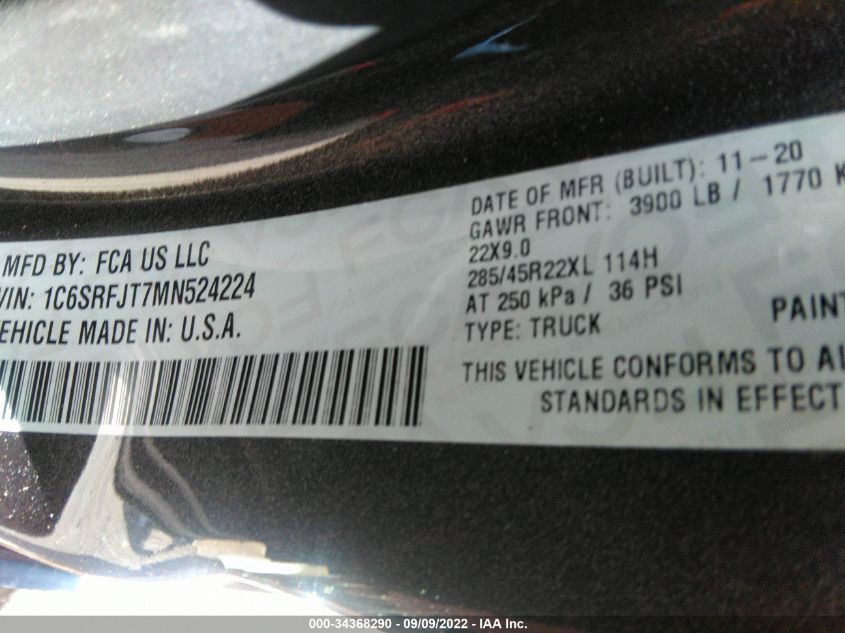 MFD BY: FCA US LLC
VIN: 1C6SRFJT7MN524224
VEHICLE MADE IN: U.S.A.
DATE OF MFR (BUILT): 11-20
GAWR FRONT: 3900 LB / 1770 K
22X9.0
285/45R22XL 114H
AT 250 kPa / 36 PSI
TYPE: TRUCK
PAINT
THIS VEHICLE CONFORMS TO AL
STANDARDS IN EFFECT
000-34368290 - 09/09/2022 - IAA Inc.